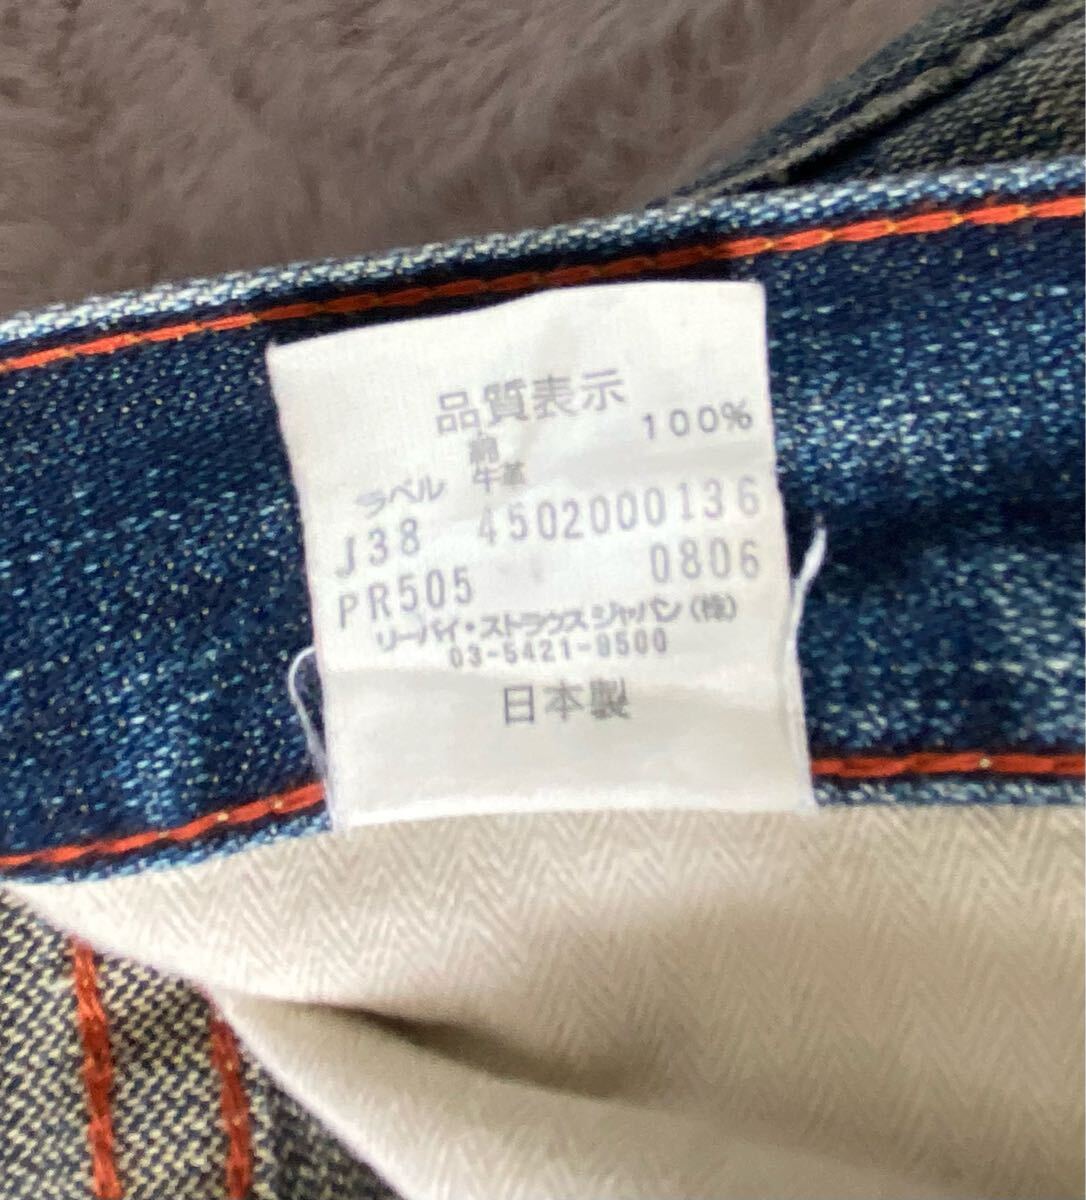 品質表示
綿 100%
ラベル 牛革
J38 4502000136
PR505 0806
リーバイ・ストラウスジャパン(株)
03-5421-9500
日本製